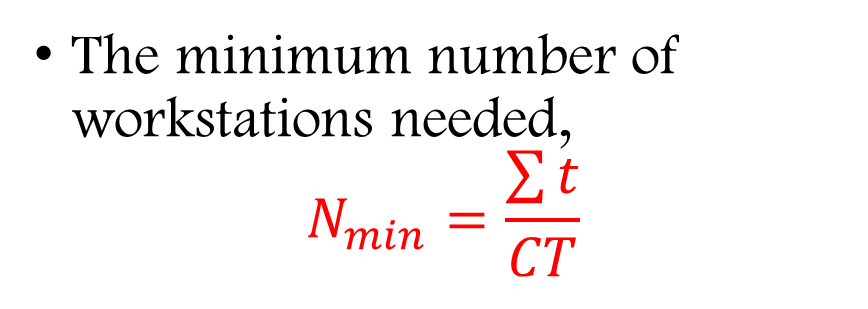 • The minimum number of
workstations needed,
N_min = ∑ t / CT